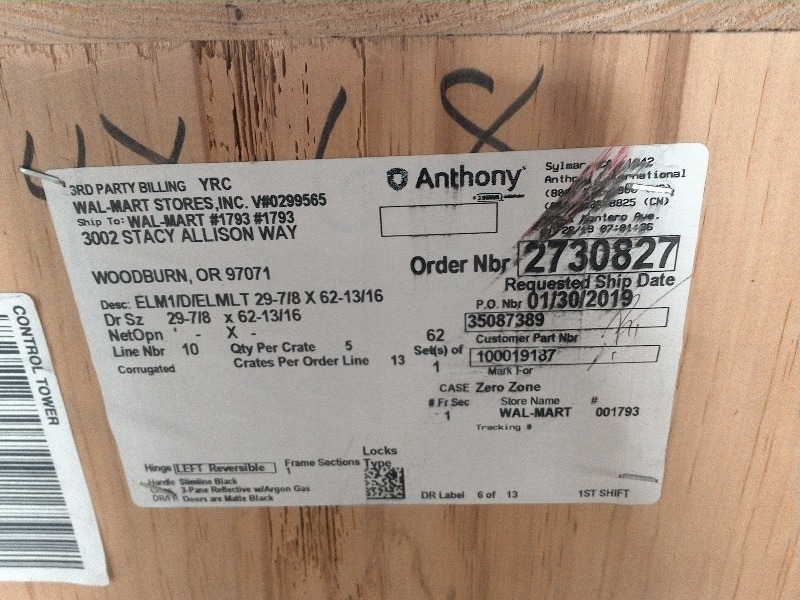 3RD PARTY BILLING YRC
WAL-MART STORES,INC. V#0299565
Ship To: WAL-MART #1793 #1793
3002 STACY ALLISON WAY
WOODBURN, OR 97071
Desc: ELM1/D/ELMLT 29-7/8 X 62-13/16
Dr Sz 29-7/8 x 62-13/16
NetOpn ' - X -
Line Nbr 10 Qty Per Crate 5
Corrugated Crates Per Order Line 13
Anthony
Sylmar
(CN)
Order Nbr 2730827
Requested Ship Date
P.O. Nbr 01/30/2019
35087389
62 Customer Part Nbr
Set(s) of 100019187
1 Mark For
CASE Zero Zone
# Fr Sec Store Name #
1 WAL-MART 001793
Tracking #
Hinge LEFT Reversible Frame Sections Locks Type
1
Handle Slimline Black
3-Pane Reflective w/Argon Gas
DR/FR Doors are Matte Black
DR Label 6 of 13 1ST SHIFT
CONTROL TOWER